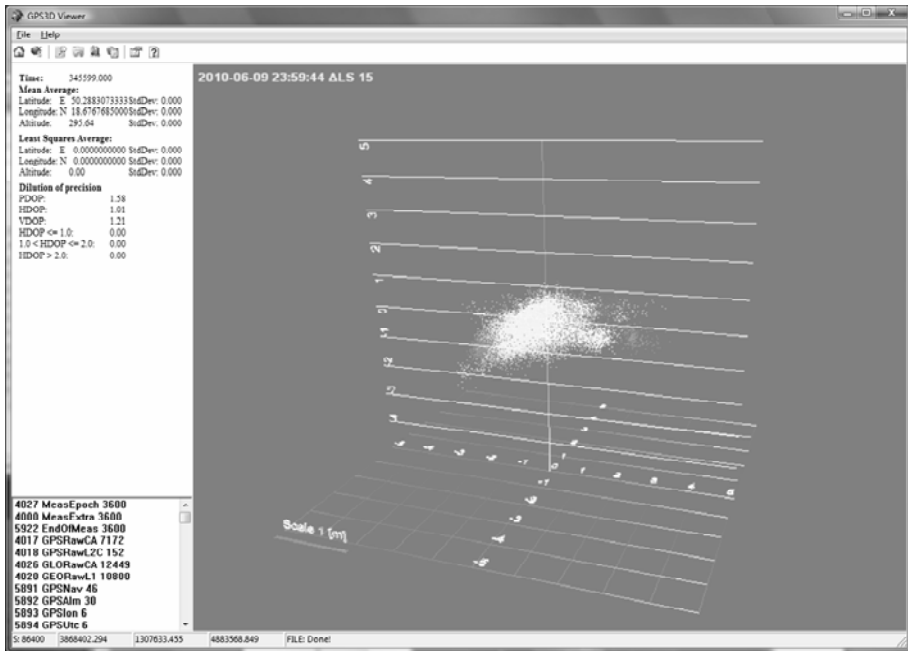 GPS3D Viewer
File Help
Time: 345599.000
Mean Average:
Latitude: E 50.2883073333 StdDev: 0.000
Longitude: N 18.6767685000 StdDev: 0.000
Altitude: 295.64 StdDev: 0.000
Least Squares Average:
Latitude: E 0.0000000000 StdDev: 0.000
Longitude: N 0.0000000000 StdDev: 0.000
Altitude: 0.00 StdDev: 0.000
Dilution of precision
PDOP: 1.58
HDOP: 1.01
VDOP: 1.21
HDOP <= 1.0: 0.00
1.0 < HDOP <= 2.0: 0.00
HDOP > 2.0: 0.00
2010-06-09 23:59:44 ΔLS 15
5
4
3
2
1
Scale 1 [m]
4027 MeasEpoch 3600
4000 MeasExtra 3600
5922 EndOfMeas 3600
4017 GPSRawCA 7172
4018 GPSRawL2C 152
4026 GLORawCA 12449
4020 GEORawL1 10800
5891 GPSNav 46
5892 GPSAlm 30
5893 GPSIon 6
5894 GPSUtc 6
S: 86400 3868402.294 1307633.455 4883568.849 FILE: Done!